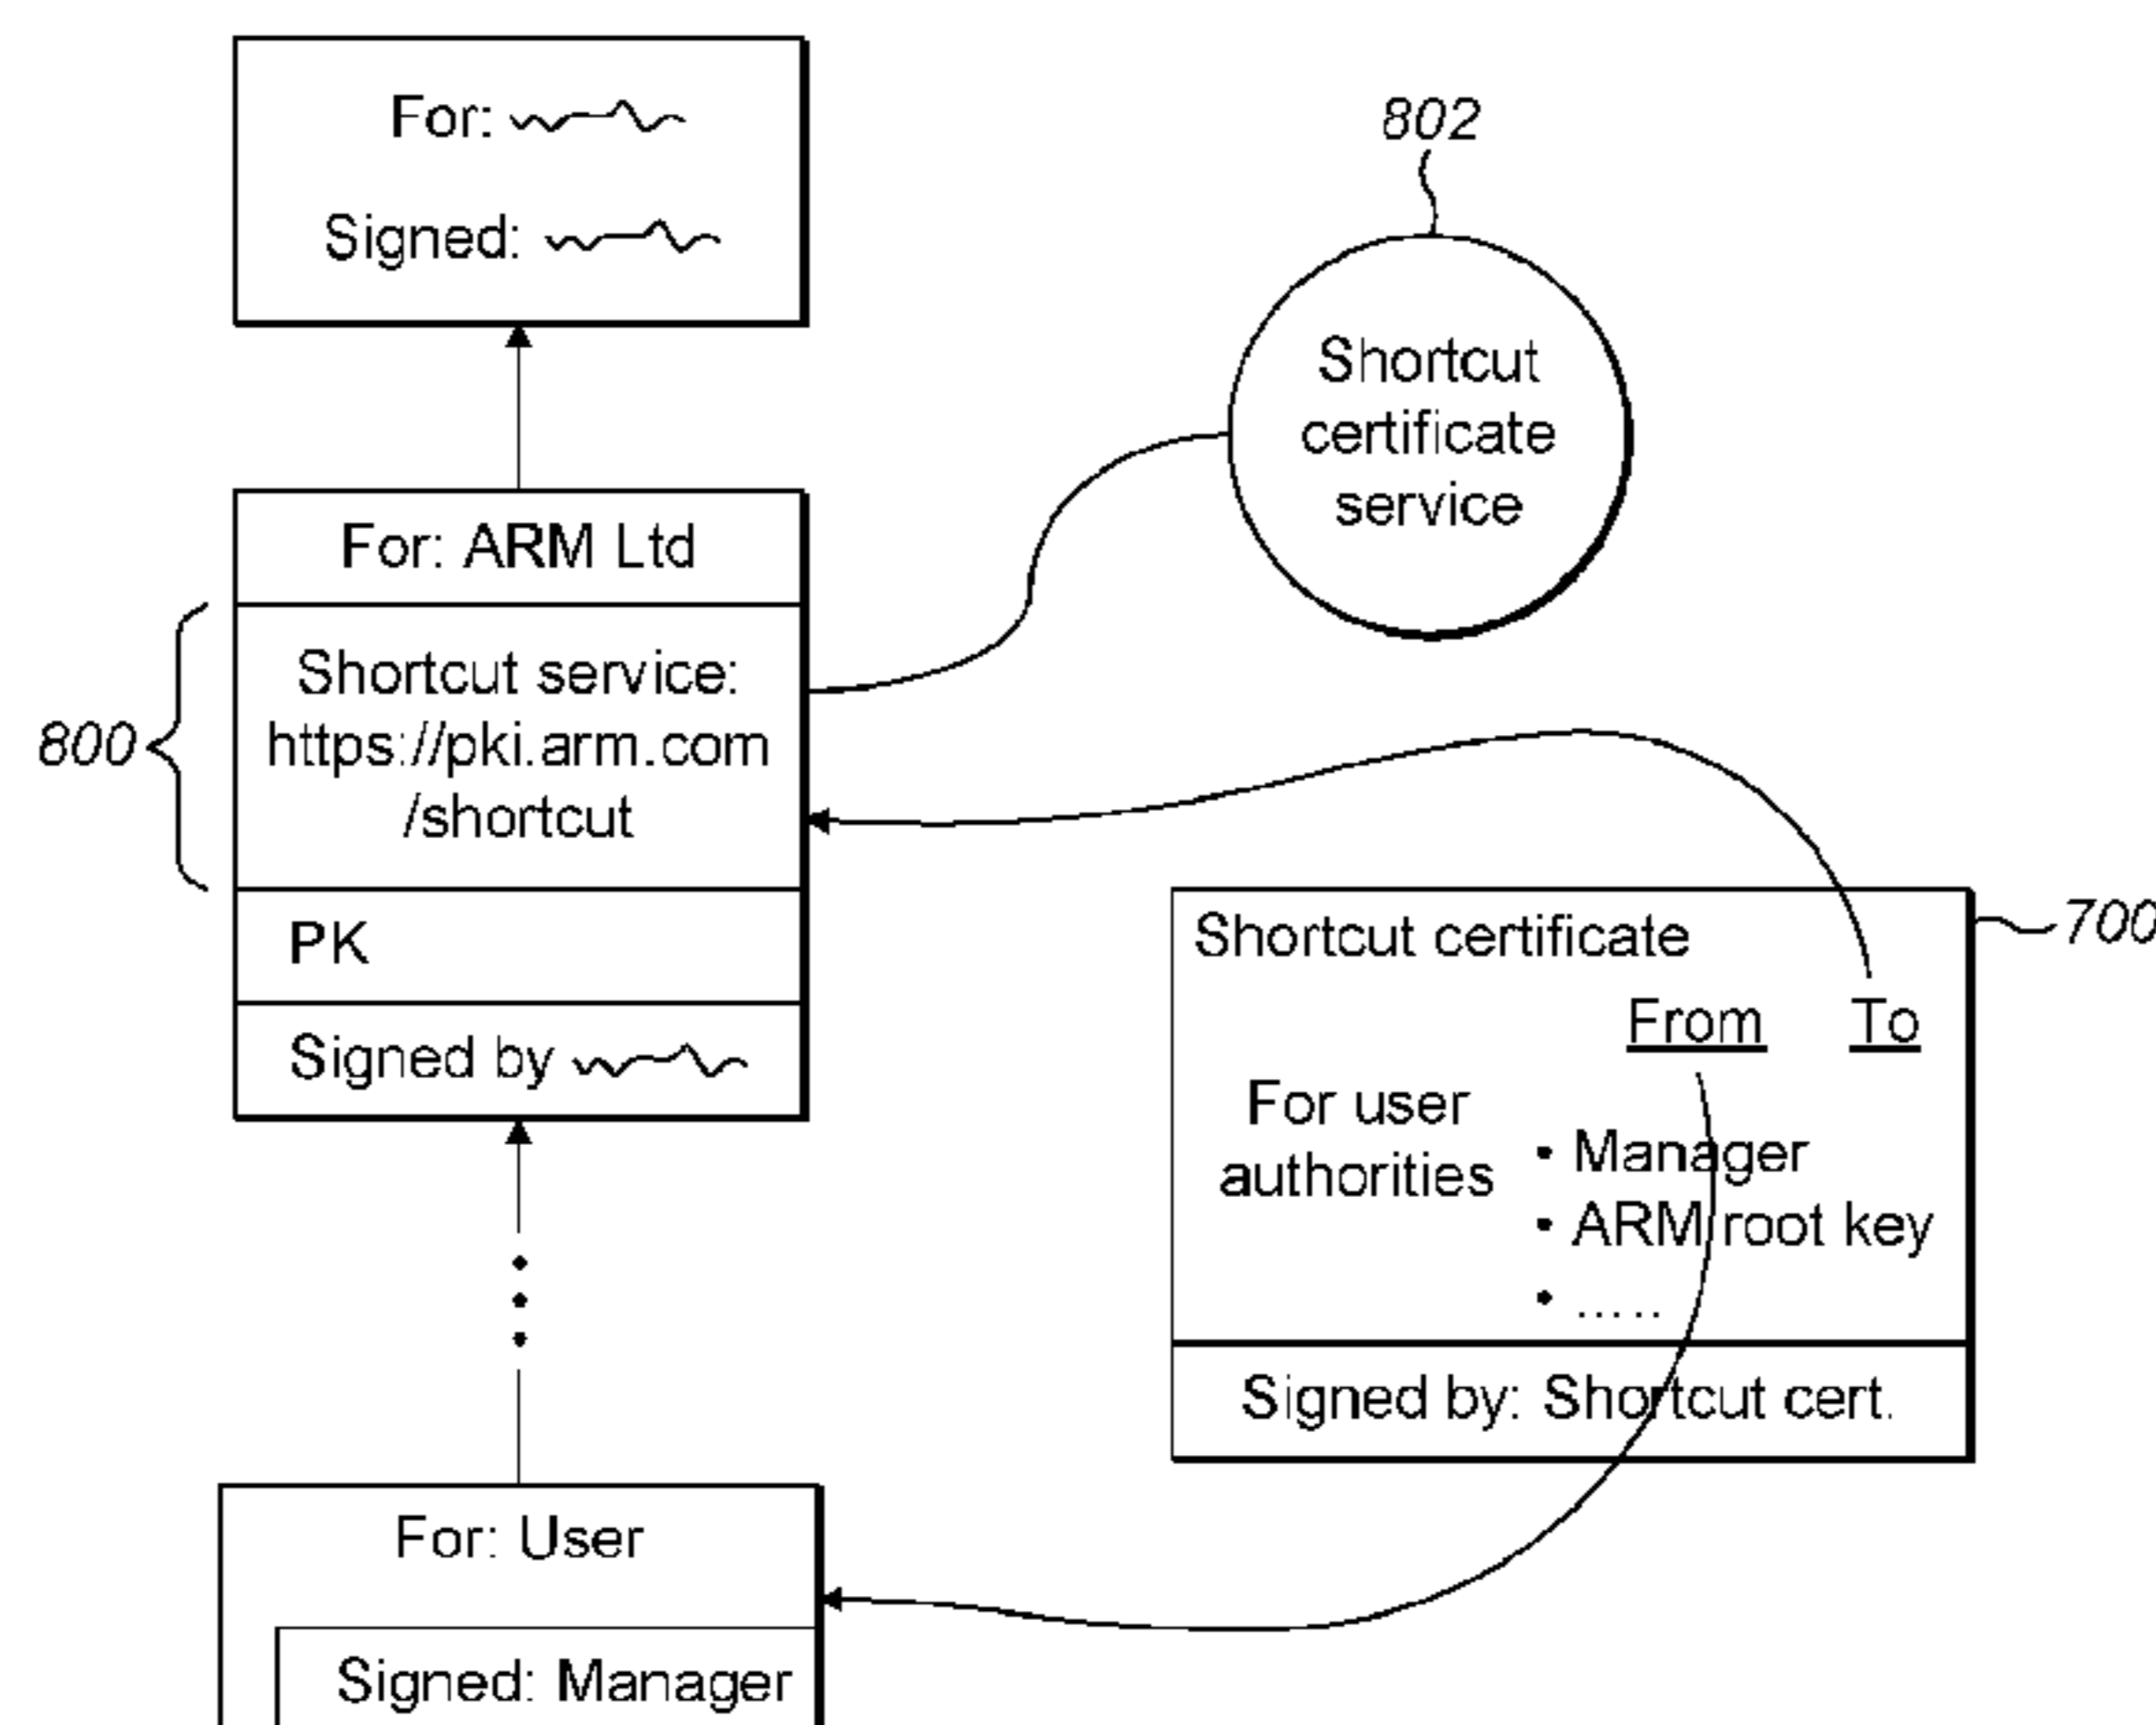 For:
Signed:
802
Shortcut
certificate
service
For: ARM Ltd
800
Shortcut service:
https://pki.arm.com
/shortcut
PK
Signed by
700
Shortcut certificate
From To
For user
authorities
• Manager
• ARM root key
• .....
Signed by: Shortcut cert.
For: User
Signed: Manager